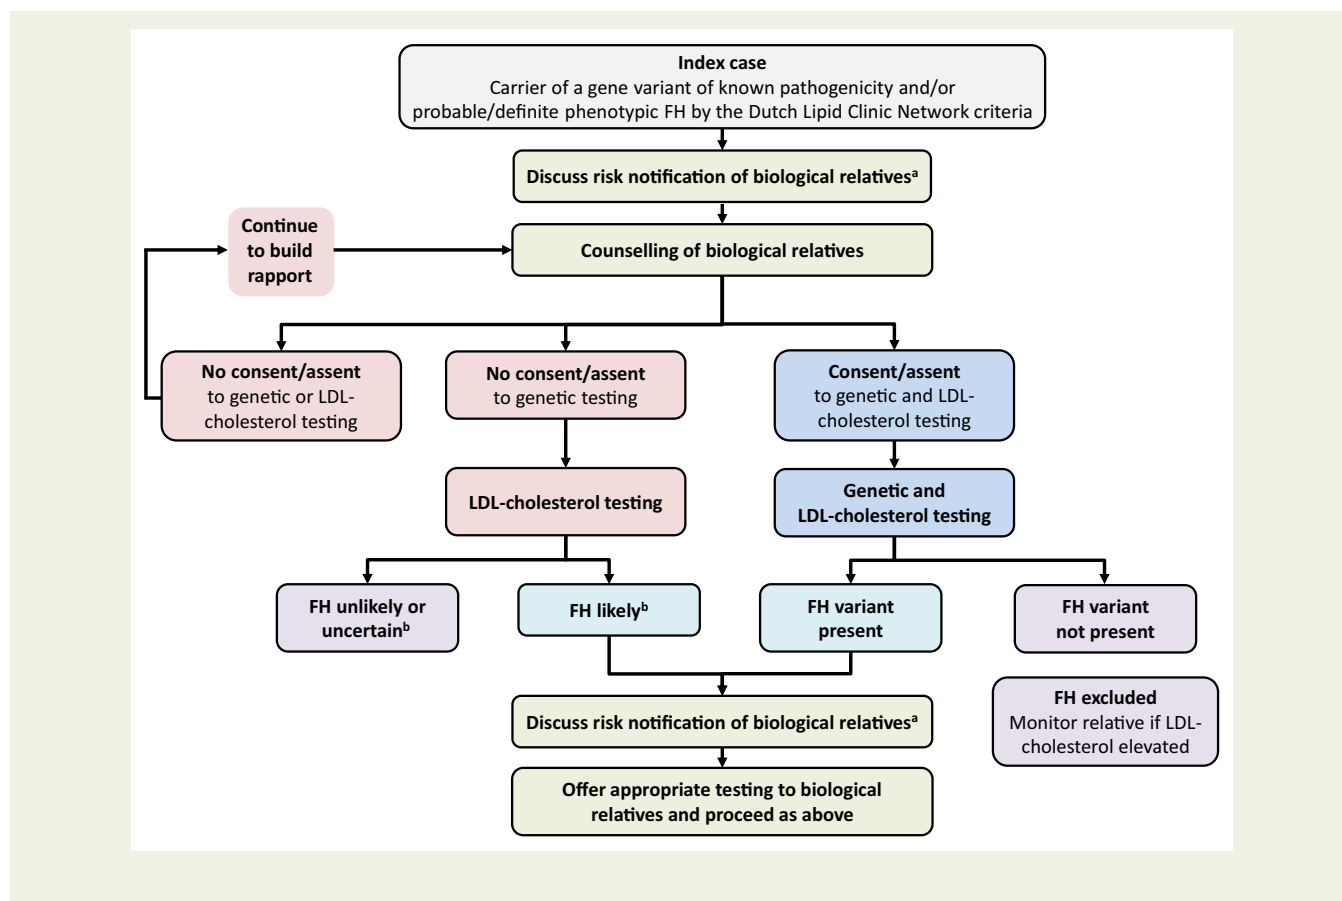 Index case
Carrier of a gene variant of known pathogenicity and/or
probable/definite phenotypic FH by the Dutch Lipid Clinic Network criteria
Discuss risk notification of biological relativesᵃ
Continue
to build
rapport
Counselling of biological relatives
No consent/assent
to genetic or LDL-
cholesterol testing
No consent/assent
to genetic testing
Consent/assent
to genetic and LDL-
cholesterol testing
LDL-cholesterol testing
Genetic and
LDL-cholesterol testing
FH unlikely or
uncertainᵇ
FH likelyᵇ
FH variant
present
FH variant
not present
FH excluded
Monitor relative if LDL-
cholesterol elevated
Discuss risk notification of biological relativesᵃ
Offer appropriate testing to biological
relatives and proceed as above